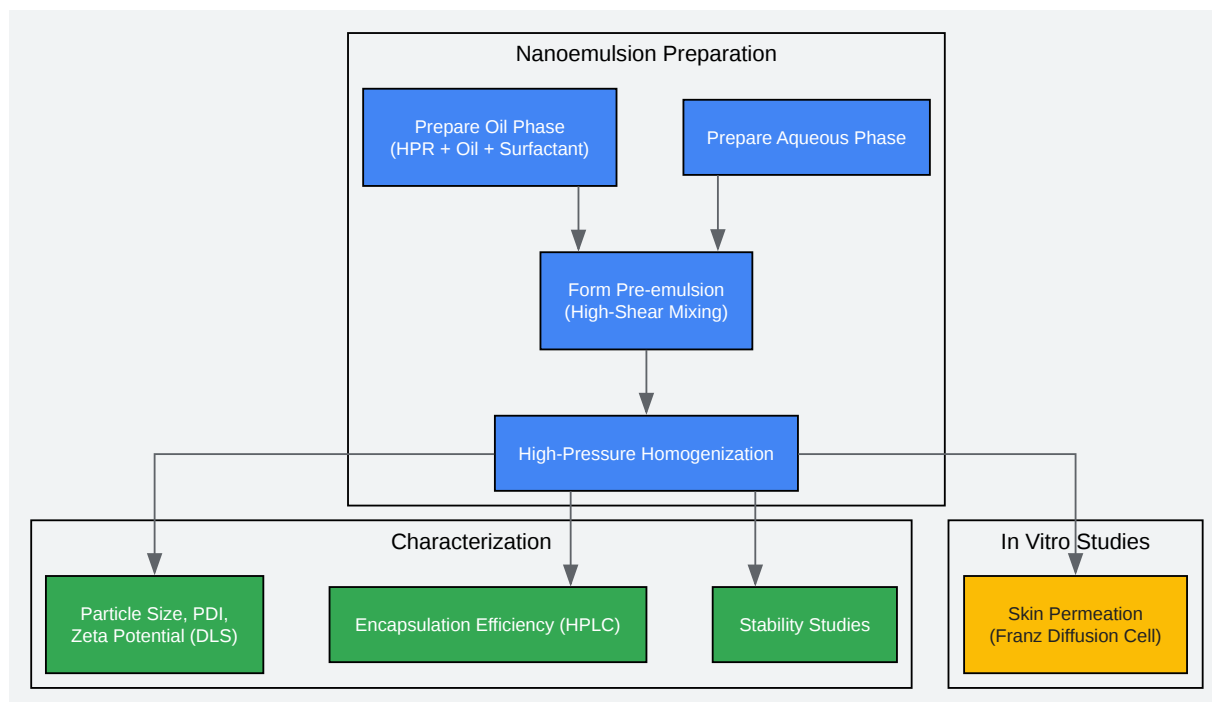 Nanoemulsion Preparation
Prepare Oil Phase
(HPR + Oil + Surfactant)
Prepare Aqueous Phase
Form Pre-emulsion
(High-Shear Mixing)
High-Pressure Homogenization
Characterization
Particle Size, PDI,
Zeta Potential (DLS)
Encapsulation Efficiency (HPLC)
Stability Studies
In Vitro Studies
Skin Permeation
(Franz Diffusion Cell)